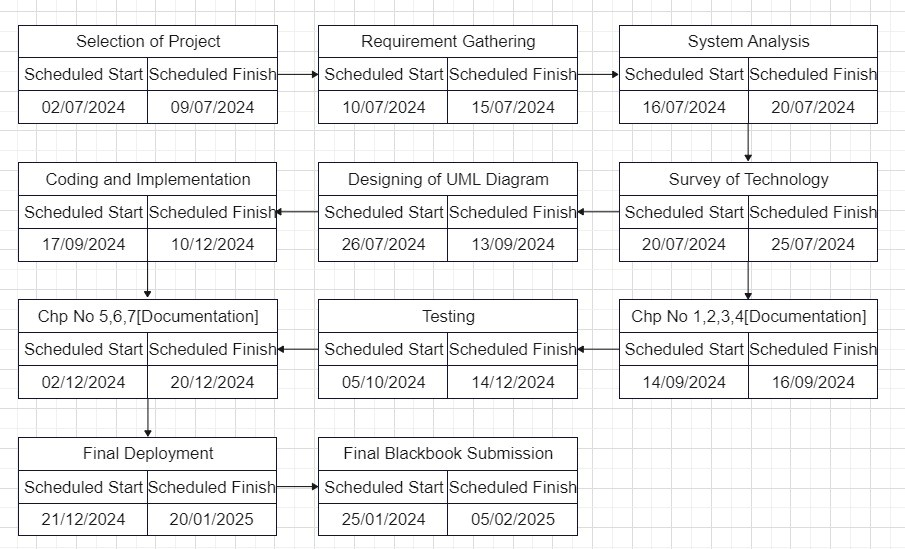 Selection of Project
Scheduled Start Scheduled Finish
02/07/2024 09/07/2024
Requirement Gathering
Scheduled Start Scheduled Finish
10/07/2024 15/07/2024
System Analysis
Scheduled Start Scheduled Finish
16/07/2024 20/07/2024
Coding and Implementation
Scheduled Start Scheduled Finish
17/09/2024 10/12/2024
Designing of UML Diagram
Scheduled Start Scheduled Finish
26/07/2024 13/09/2024
Survey of Technology
Scheduled Start Scheduled Finish
20/07/2024 25/07/2024
Chp No 5,6,7[Documentation]
Scheduled Start Scheduled Finish
02/12/2024 20/12/2024
Testing
Scheduled Start Scheduled Finish
05/10/2024 14/12/2024
Chp No 1,2,3,4[Documentation]
Scheduled Start Scheduled Finish
14/09/2024 16/09/2024
Final Deployment
Scheduled Start Scheduled Finish
21/12/2024 20/01/2025
Final Blackbook Submission
Scheduled Start Scheduled Finish
25/01/2024 05/02/2025